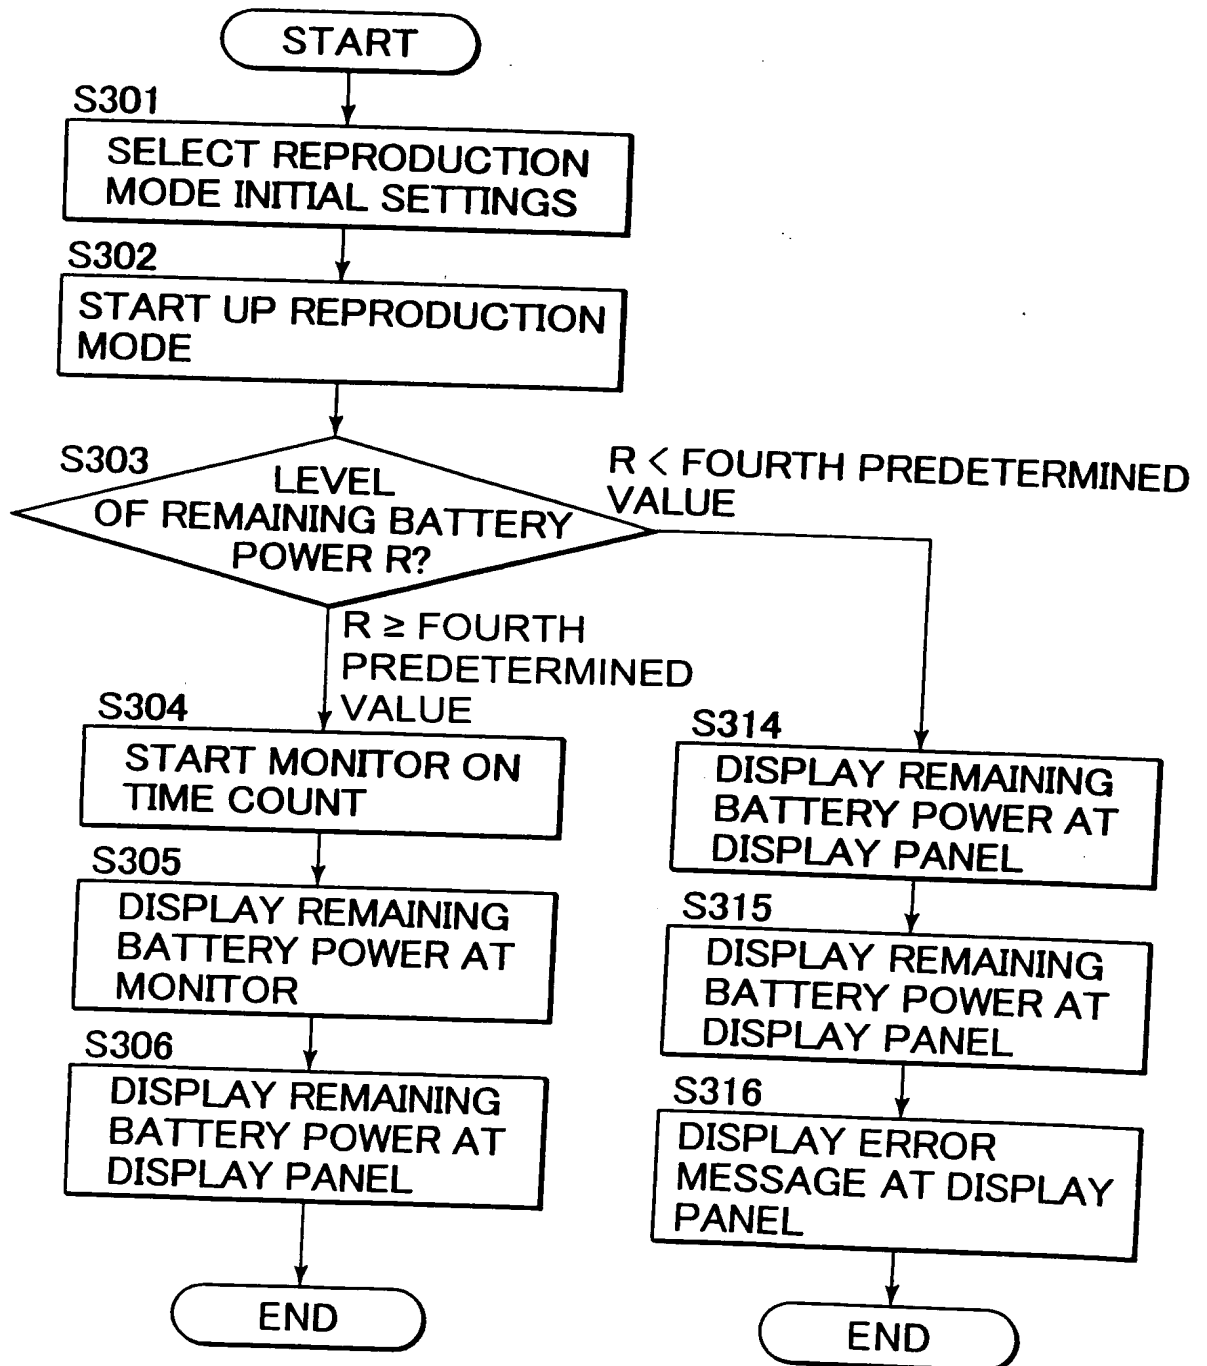 START
S301
SELECT REPRODUCTION
MODE INITIAL SETTINGS
S302
START UP REPRODUCTION
MODE
S303
LEVEL
OF REMAINING BATTERY
POWER R?
R < FOURTH PREDETERMINED
VALUE
R ≥ FOURTH
PREDETERMINED
VALUE
S304
START MONITOR ON
TIME COUNT
S305
DISPLAY REMAINING
BATTERY POWER AT
MONITOR
S306
DISPLAY REMAINING
BATTERY POWER AT
DISPLAY PANEL
END
S314
DISPLAY REMAINING
BATTERY POWER AT
DISPLAY PANEL
S315
DISPLAY REMAINING
BATTERY POWER AT
DISPLAY PANEL
S316
DISPLAY ERROR
MESSAGE AT DISPLAY
PANEL
END